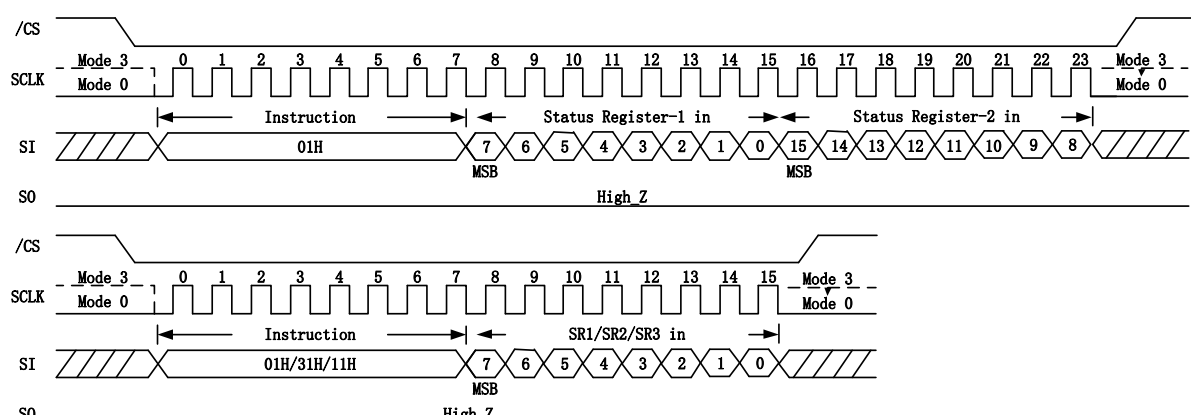 /CS
Mode 3 0 1 2 3 4 5 6 7 8 9 10 11 12 13 14 15 16 17 18 19 20 21 22 23 Mode 3
SCLK
Mode 0 Mode 0
Instruction Status Register-1 in Status Register-2 in
SI 01H 7 6 5 4 3 2 1 0 15 14 13 12 11 10 9 8
MSB MSB
SO High_Z
/CS
Mode 3 0 1 2 3 4 5 6 7 8 9 10 11 12 13 14 15 Mode 3
SCLK
Mode 0 Mode 0
Instruction SR1/SR2/SR3 in
SI 01H/31H/11H 7 6 5 4 3 2 1 0
MSB
SO High_Z